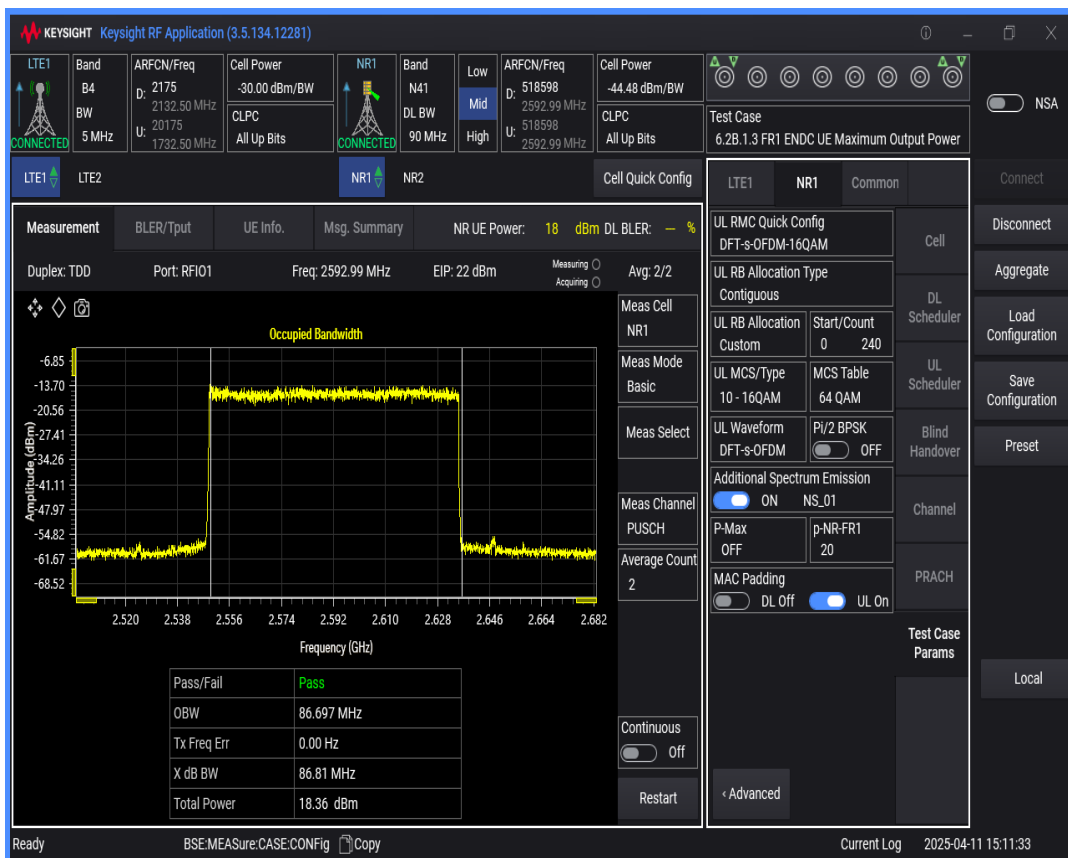 KEYSIGHT Keysight RF Application (3.5.134.12281)
LTE1
CONNECTED
Band
B4
BW
5 MHz
ARFCN/Freq
D: 2175
2132.50 MHz
U: 20175
1732.50 MHz
Cell Power
-30.00 dBm/BW
CLPC
All Up Bits
NR1
CONNECTED
Band
N41
DL BW
90 MHz
Low
Mid
High
ARFCN/Freq
D: 518598
2592.99 MHz
U: 518598
2592.99 MHz
Cell Power
-44.48 dBm/BW
CLPC
All Up Bits
Test Case
6.2B.1.3 FR1 ENDC UE Maximum Output Power
NSA
LTE1 LTE2 NR1 NR2 Cell Quick Config
Measurement BLER/Tput UE Info. Msg. Summary NR UE Power: 18 dBm DL BLER: — %
Duplex: TDD Port: RFIO1 Freq: 2592.99 MHz EIP: 22 dBm Measuring Acquiring Avg: 2/2
Occupied Bandwidth
Amplitude (dBm)
-6.85
-13.70
-20.56
-27.41
-34.26
-41.11
-47.97
-54.82
-61.67
-68.52
2.520 2.538 2.556 2.574 2.592 2.610 2.628 2.646 2.664 2.682
Frequency (GHz)
Pass/Fail Pass
OBW 86.697 MHz
Tx Freq Err 0.00 Hz
X dB BW 86.81 MHz
Total Power 18.36 dBm
Meas Cell
NR1
Meas Mode
Basic
Meas Select
Meas Channel
PUSCH
Average Count
2
Continuous
Off
Restart
LTE1 NR1 Common
UL RMC Quick Config
DFT-s-OFDM-16QAM
UL RB Allocation Type
Contiguous
UL RB Allocation
Custom
Start/Count
0 240
UL MCS/Type
10 - 16QAM
MCS Table
64 QAM
UL Waveform
DFT-s-OFDM
Pi/2 BPSK
OFF
Additional Spectrum Emission
ON NS_01
P-Max
OFF
p-NR-FR1
20
MAC Padding
DL Off UL On
‹ Advanced
Cell
DL
Scheduler
UL
Scheduler
Blind
Handover
Channel
PRACH
Test Case
Params
Connect
Disconnect
Aggregate
Load
Configuration
Save
Configuration
Preset
Local
Ready BSE:MEASure:CASE:CONFig Copy Current Log 2025-04-11 15:11:33